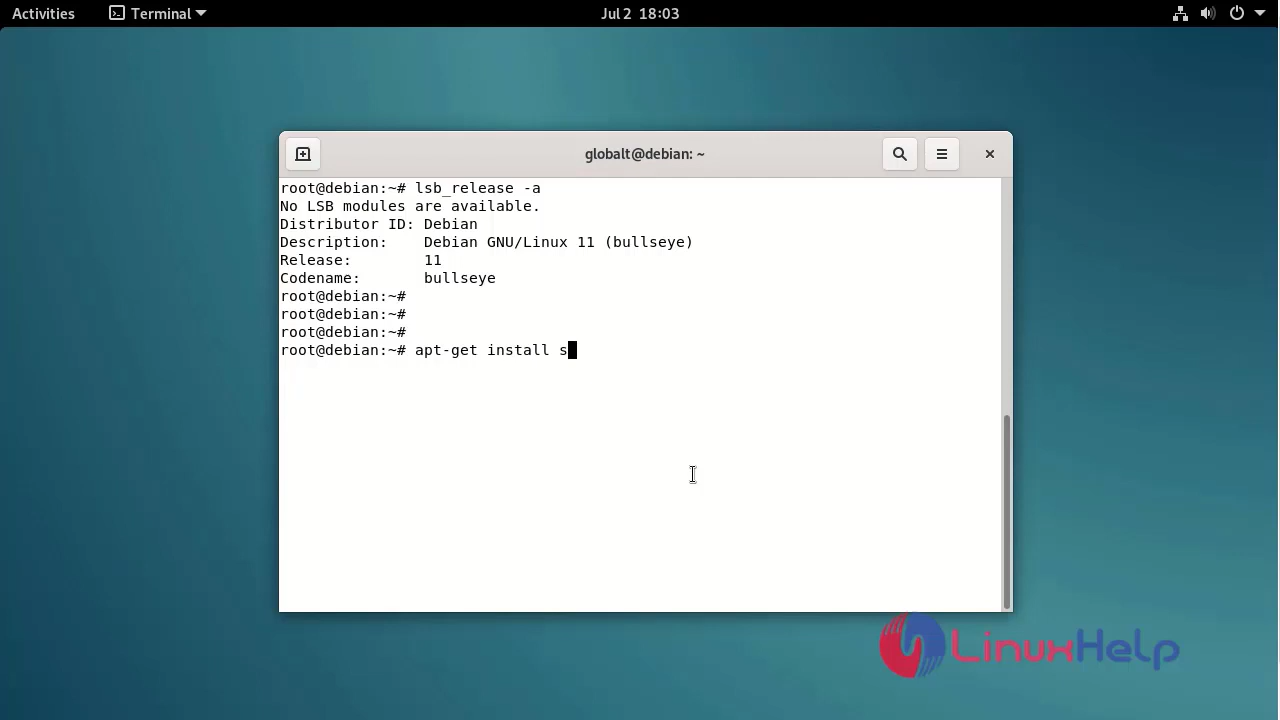 Activities Terminal Jul 2 18:03
globalt@debian: ~
root@debian:~# lsb_release -a
No LSB modules are available.
Distributor ID: Debian
Description:    Debian GNU/Linux 11 (bullseye)
Release:        11
Codename:       bullseye
root@debian:~#
root@debian:~#
root@debian:~#
root@debian:~# apt-get install s
LinuxHelp